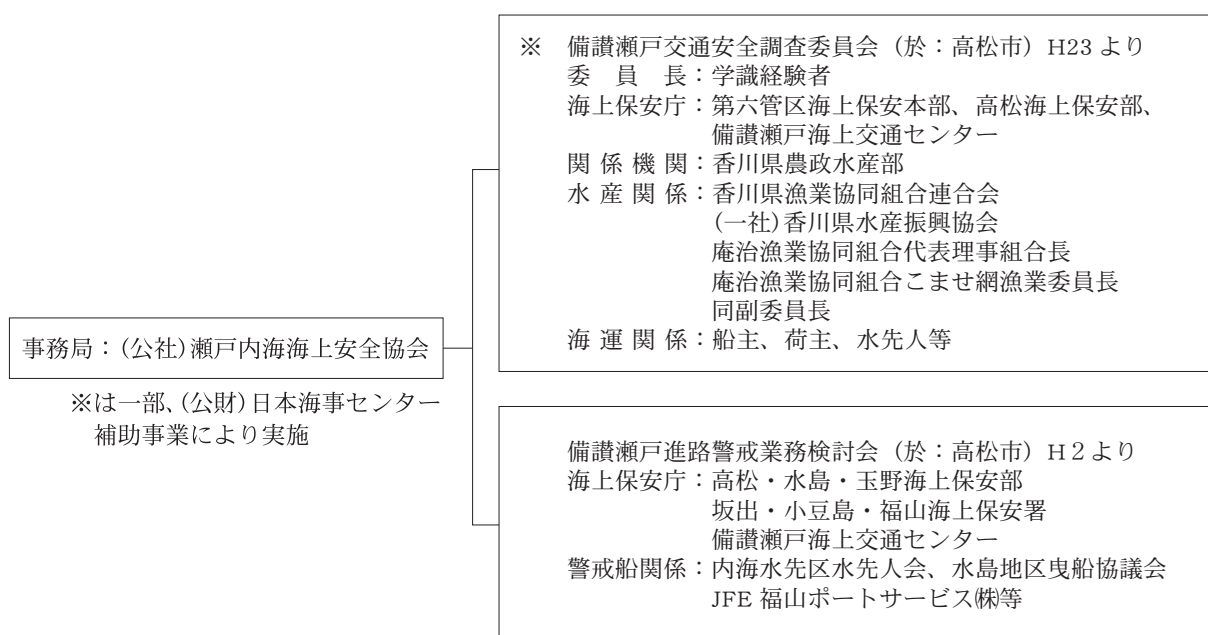 ※　備讃瀬戸交通安全調査委員会（於：高松市）H23 より
委　員　長：学識経験者
海上保安庁：第六管区海上保安本部、高松海上保安部、
備讃瀬戸海上交通センター
関 係 機 関：香川県農政水産部
水 産 関 係：香川県漁業協同組合連合会
(一社)香川県水産振興協会
庵治漁業協同組合代表理事組合長
庵治漁業協同組合こませ網漁業委員長
同副委員長
海 運 関 係：船主、荷主、水先人等
事務局：(公社)瀬戸内海海上安全協会
※は一部、(公財)日本海事センター
補助事業により実施
備讃瀬戸進路警戒業務検討会（於：高松市）H２より
海上保安庁：高松・水島・玉野海上保安部
坂出・小豆島・福山海上保安署
備讃瀬戸海上交通センター
警戒船関係：内海水先区水先人会、水島地区曳船協議会
JFE 福山ポートサービス㈱等